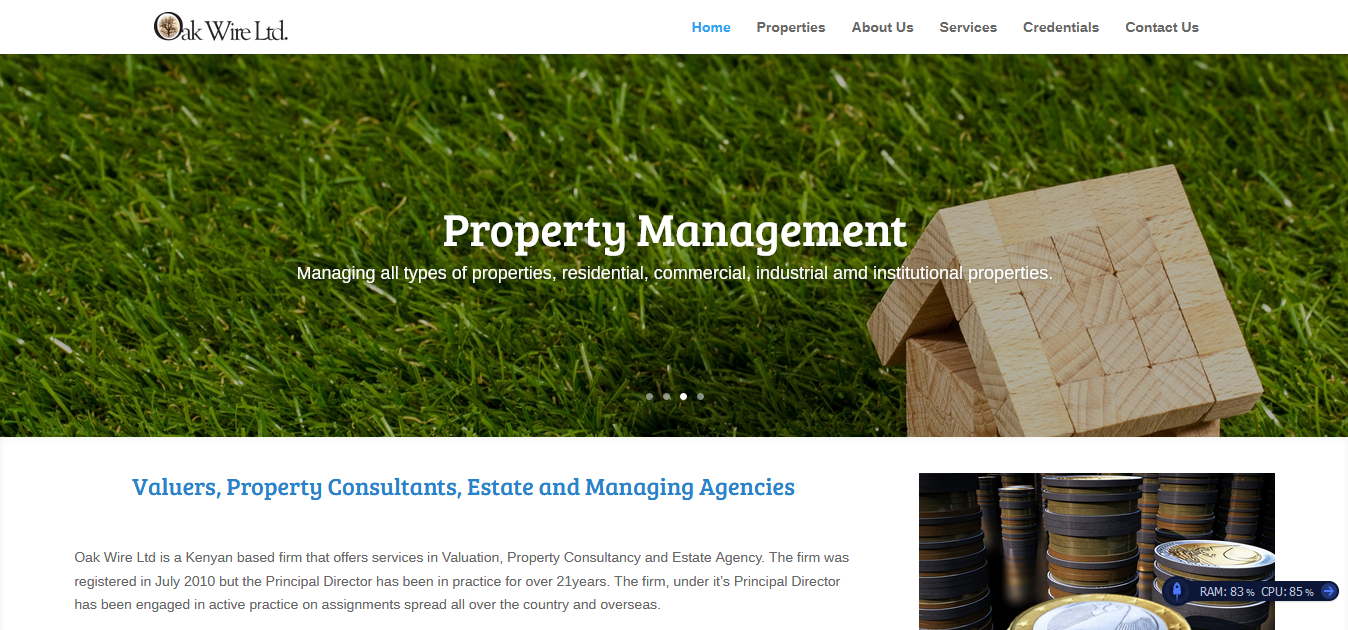 Oak Wire Ltd.
Home Properties About Us Services Credentials Contact Us
Property Management
Managing all types of properties, residential, commercial, industrial amd institutional properties.
Valuers, Property Consultants, Estate and Managing Agencies
Oak Wire Ltd is a Kenyan based firm that offers services in Valuation, Property Consultancy and Estate Agency. The firm was
registered in July 2010 but the Principal Director has been in practice for over 21years. The firm, under it’s Principal Director
has been engaged in active practice on assignments spread all over the country and overseas.
RAM: 83 % CPU: 85 %